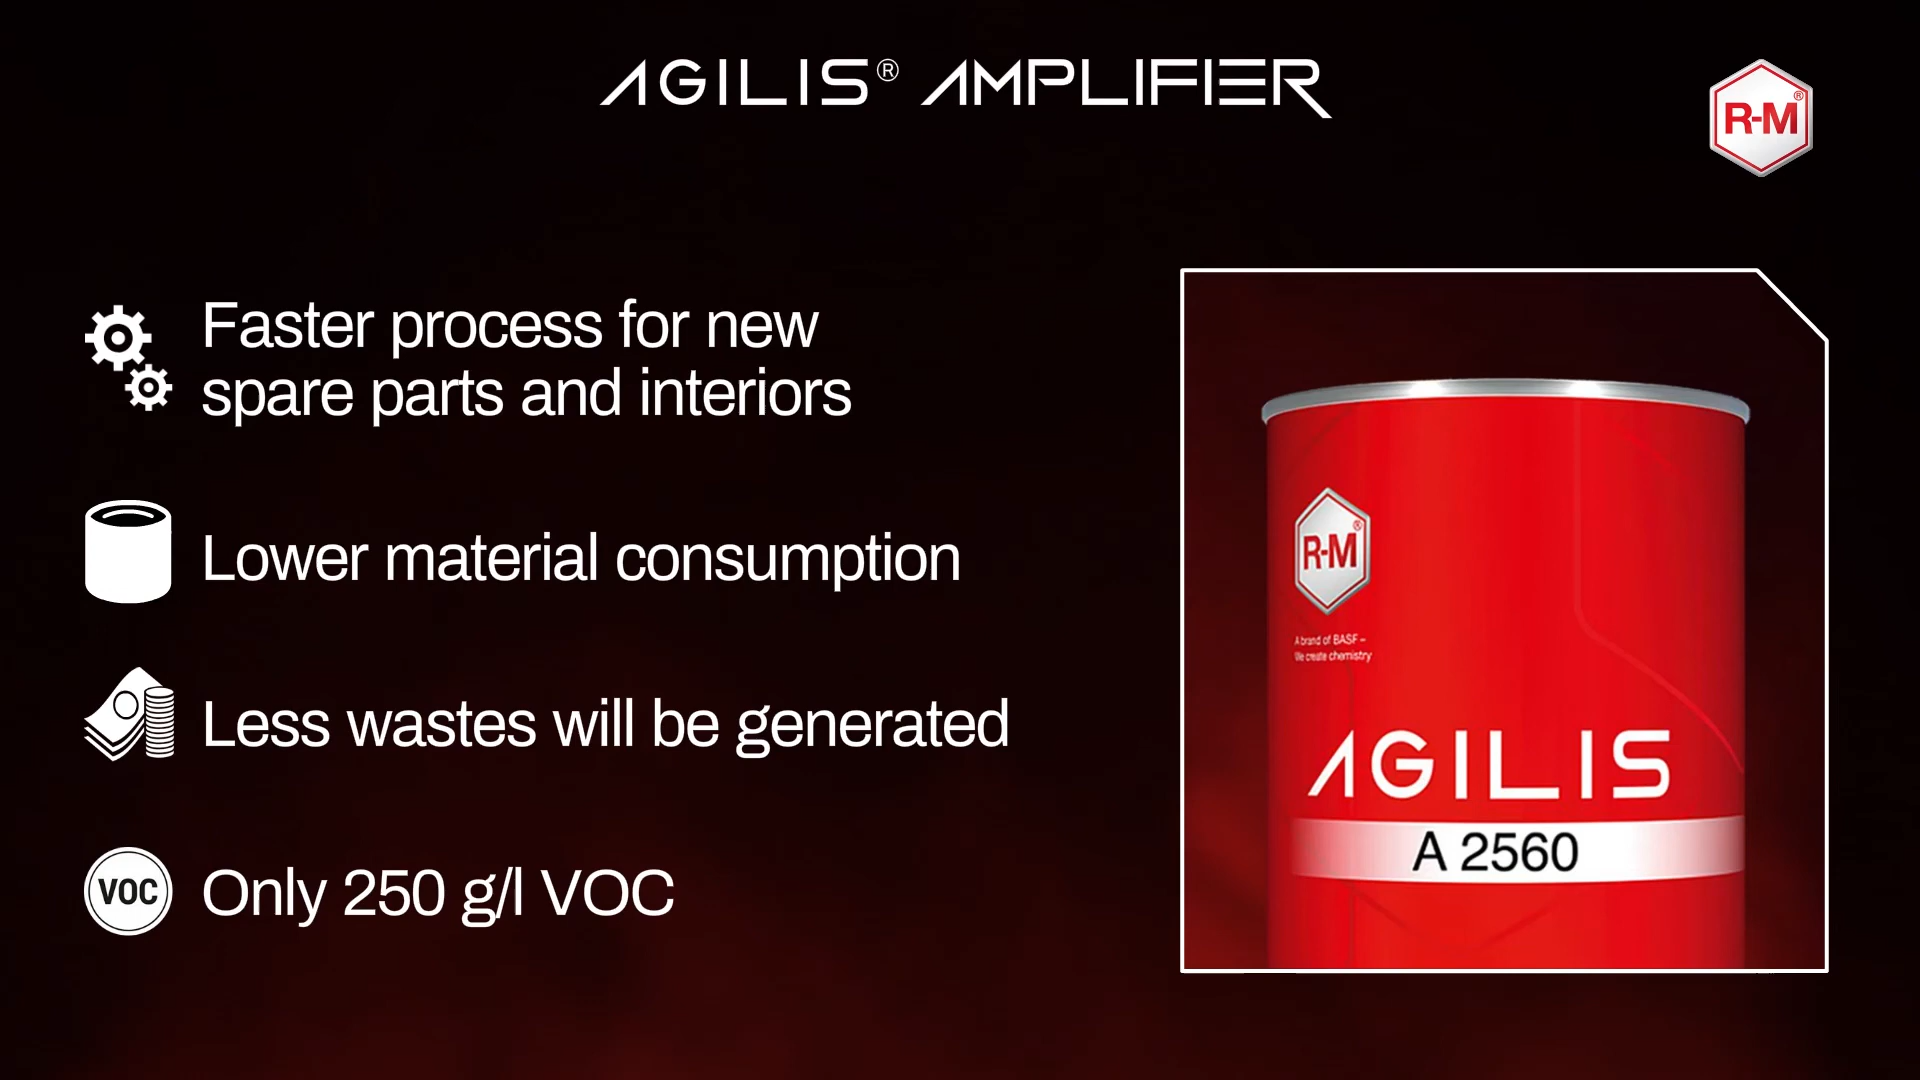 AGILIS® AMPLIFIER
R-M®
Faster process for new
spare parts and interiors
Lower material consumption
Less wastes will be generated
VOC
Only 250 g/l VOC
R-M®
A brand of BASF –
We create chemistry
AGILIS
A 2560